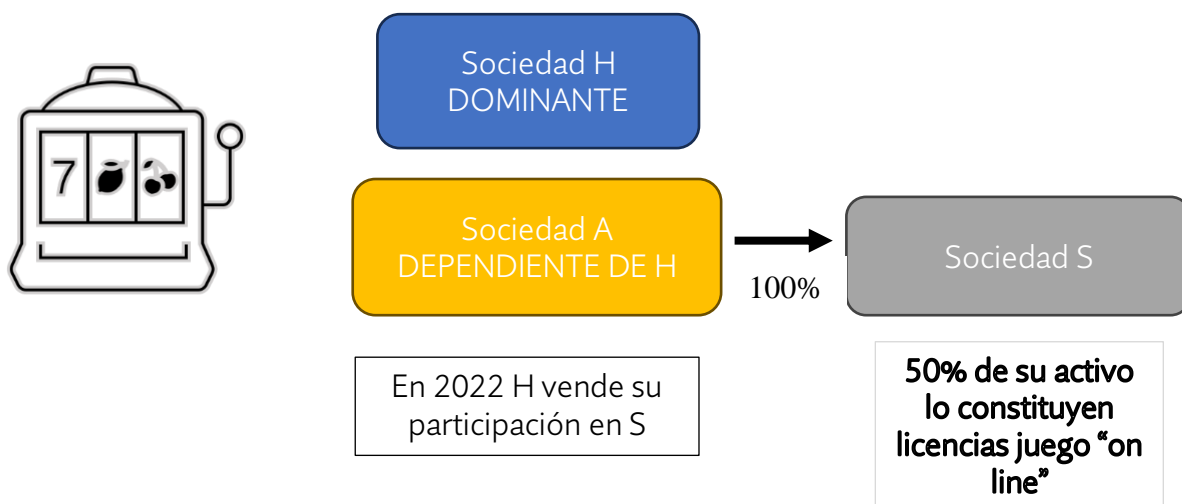 7
Sociedad H
DOMINANTE
Sociedad A
DEPENDIENTE DE H
100%
Sociedad S
En 2022 H vende su
participación en S
50% de su activo
lo constituyen
licencias juego “on
line”